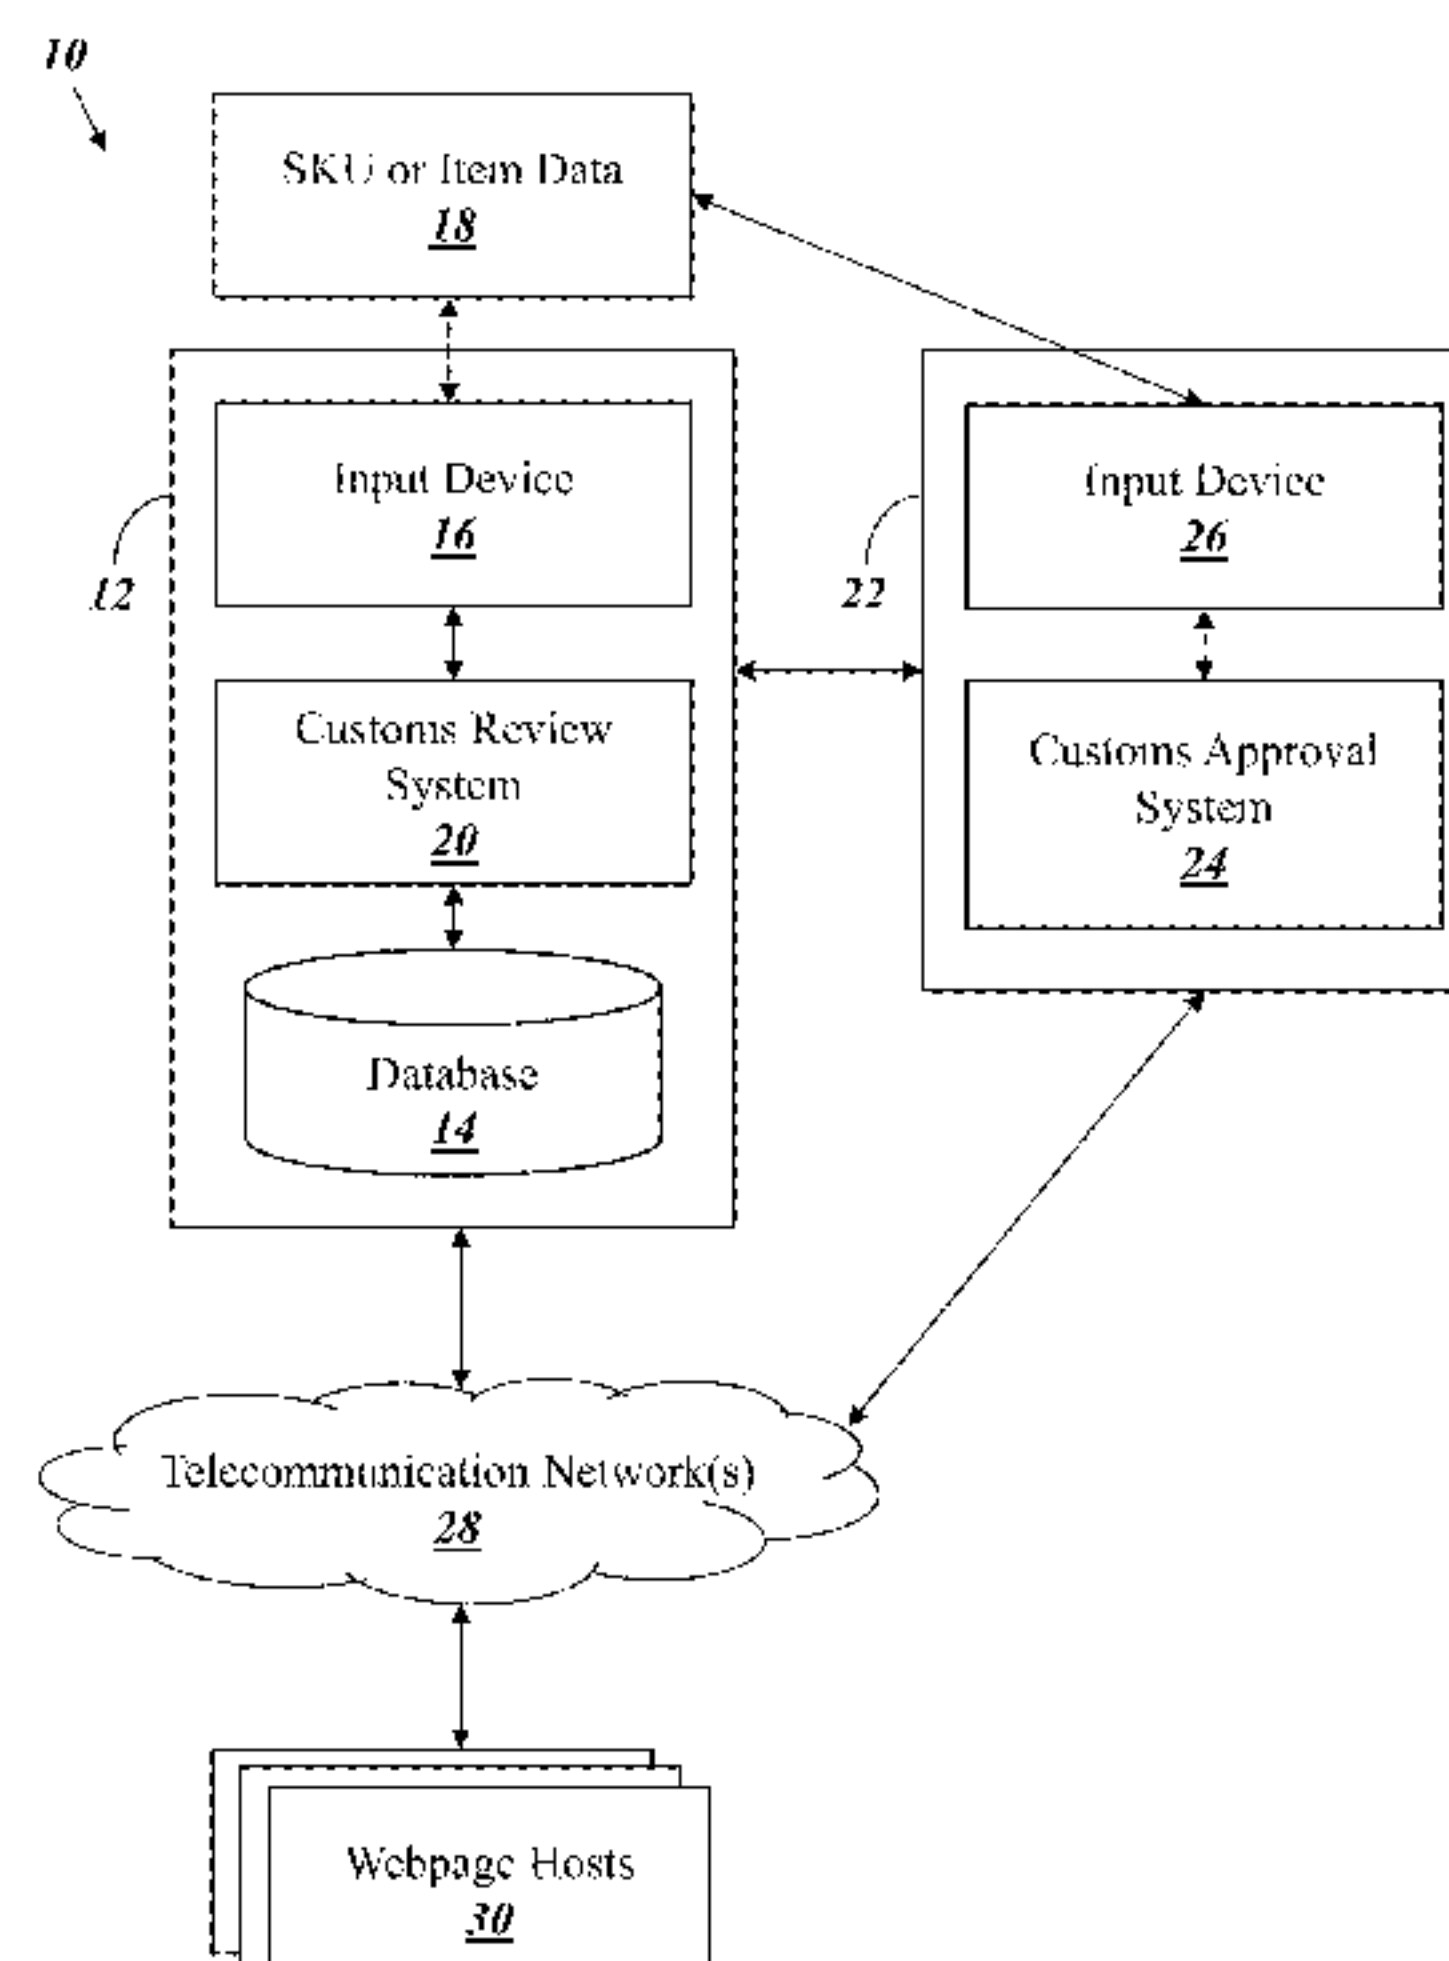 10
SKU or Item Data
18
Input Device
16
12
Customs Review
System
20
Database
14
Input Device
26
22
Customs Approval
System
24
Telecommunication Network(s)
28
Webpage Hosts
30